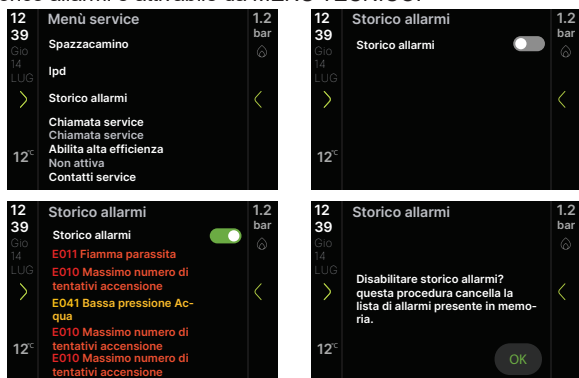 12
39
Gio
14
LUG
12°C
Menù service
Spazzacamino
Ipd
Storico allarmi
Chiamata service
Chiamata service
Abilita alta efficienza
Non attiva
Contatti service
1.2
bar
12
39
Gio
14
LUG
12°C
Storico allarmi
Storico allarmi
1.2
bar
12
39
Gio
14
LUG
12°C
Storico allarmi
Storico allarmi
E011 Fiamma parassita
E010 Massimo numero di
tentativi accensione
E041 Bassa pressione Ac-
qua
E010 Massimo numero di
tentativi accensione
E010 Massimo numero di
tentativi accensione
1.2
bar
12
39
Gio
14
LUG
12°C
Storico allarmi
Disabilitare storico allarmi?
questa procedura cancella la
lista di allarmi presente in memo-
ria.
OK
1.2
bar